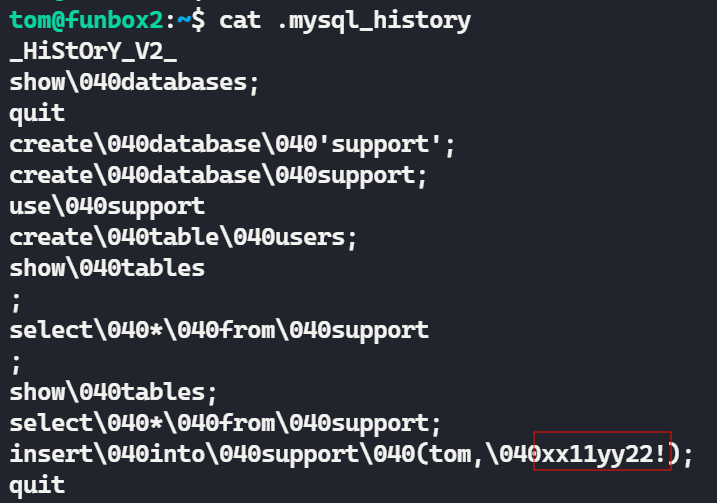 tom@funbox2:~$ cat .mysql_history
_HiStOrY_V2_
show\040databases;
quit
create\040database\040'support';
create\040database\040support;
use\040support
create\040table\040users;
show\040tables
;
select\040*\040from\040support
;
show\040tables;
select\040*\040from\040support;
insert\040into\040support\040(tom,\040xx11yy22!);
quit